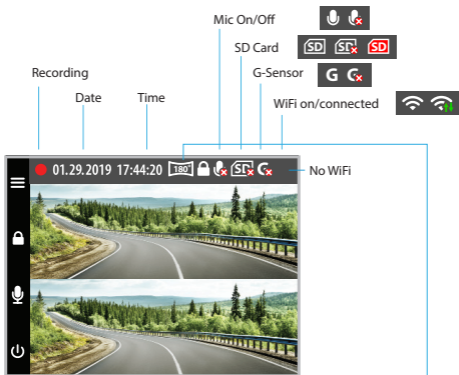 Mic On/Off
SD Card SD SD SD
G-Sensor G G
WiFi on/connected
Recording
Date
Time
01.29.2019 17:44:20 180° SD G
No WiFi